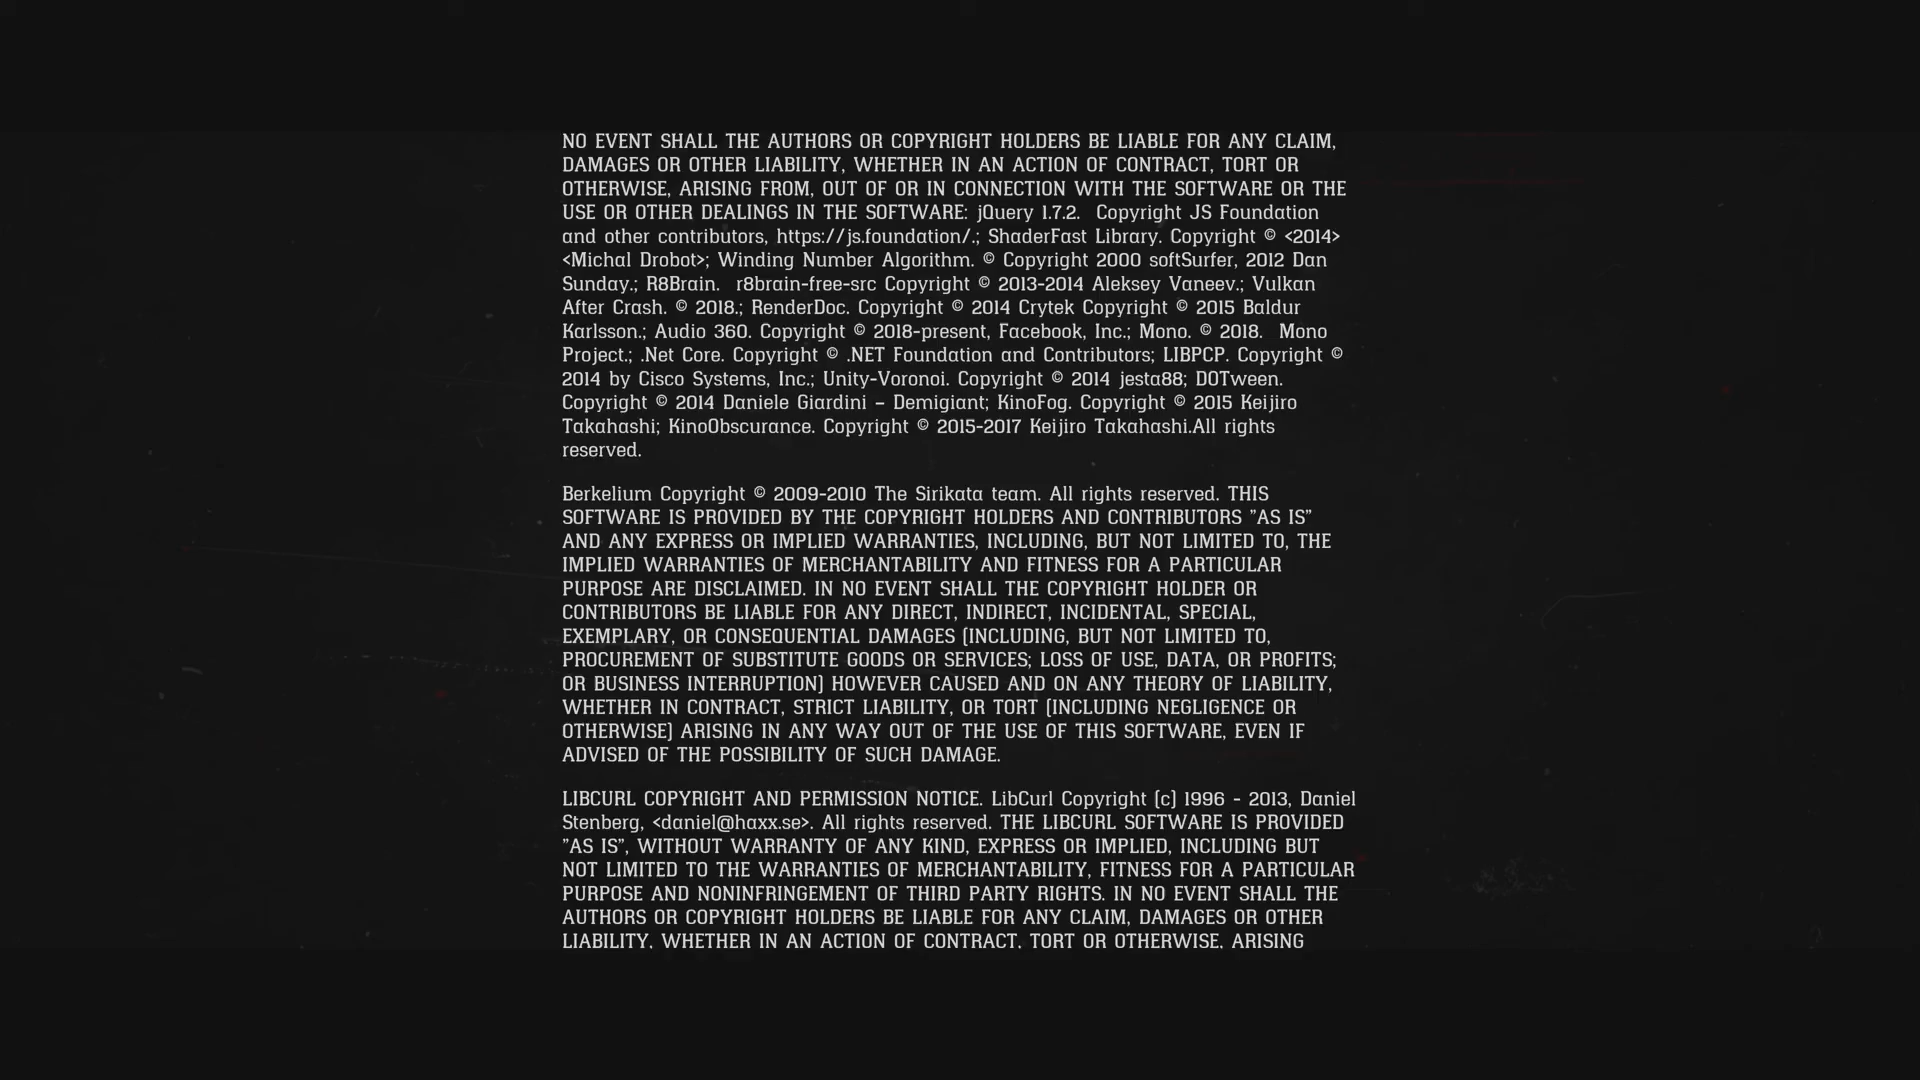 NO EVENT SHALL THE AUTHORS OR COPYRIGHT HOLDERS BE LIABLE FOR ANY CLAIM,
DAMAGES OR OTHER LIABILITY, WHETHER IN AN ACTION OF CONTRACT, TORT OR
OTHERWISE, ARISING FROM, OUT OF OR IN CONNECTION WITH THE SOFTWARE OR THE
USE OR OTHER DEALINGS IN THE SOFTWARE: jQuery 1.7.2.  Copyright JS Foundation
and other contributors, https://js.foundation/.; ShaderFast Library. Copyright © <2014>
<Michal Drobot>; Winding Number Algorithm. © Copyright 2000 softSurfer, 2012 Dan
Sunday.; R8Brain.  r8brain-free-src Copyright © 2013-2014 Aleksey Vaneev.; Vulkan
After Crash. © 2018.; RenderDoc. Copyright © 2014 Crytek Copyright © 2015 Baldur
Karlsson.; Audio 360. Copyright © 2018-present, Facebook, Inc.; Mono. © 2018.  Mono
Project.; .Net Core. Copyright © .NET Foundation and Contributors; LIBPCP. Copyright ©
2014 by Cisco Systems, Inc.; Unity-Voronoi. Copyright © 2014 jesta88; DOTween.
Copyright © 2014 Daniele Giardini – Demigiant; KinoFog. Copyright © 2015 Keijiro
Takahashi; KinoObscurance. Copyright © 2015-2017 Keijiro Takahashi.All rights
reserved.
Berkelium Copyright © 2009-2010 The Sirikata team. All rights reserved. THIS
SOFTWARE IS PROVIDED BY THE COPYRIGHT HOLDERS AND CONTRIBUTORS ”AS IS”
AND ANY EXPRESS OR IMPLIED WARRANTIES, INCLUDING, BUT NOT LIMITED TO, THE
IMPLIED WARRANTIES OF MERCHANTABILITY AND FITNESS FOR A PARTICULAR
PURPOSE ARE DISCLAIMED. IN NO EVENT SHALL THE COPYRIGHT HOLDER OR
CONTRIBUTORS BE LIABLE FOR ANY DIRECT, INDIRECT, INCIDENTAL, SPECIAL,
EXEMPLARY, OR CONSEQUENTIAL DAMAGES (INCLUDING, BUT NOT LIMITED TO,
PROCUREMENT OF SUBSTITUTE GOODS OR SERVICES; LOSS OF USE, DATA, OR PROFITS;
OR BUSINESS INTERRUPTION) HOWEVER CAUSED AND ON ANY THEORY OF LIABILITY,
WHETHER IN CONTRACT, STRICT LIABILITY, OR TORT (INCLUDING NEGLIGENCE OR
OTHERWISE) ARISING IN ANY WAY OUT OF THE USE OF THIS SOFTWARE, EVEN IF
ADVISED OF THE POSSIBILITY OF SUCH DAMAGE.
LIBCURL COPYRIGHT AND PERMISSION NOTICE. LibCurl Copyright (c) 1996 - 2013, Daniel
Stenberg, <daniel@haxx.se>. All rights reserved. THE LIBCURL SOFTWARE IS PROVIDED
”AS IS”, WITHOUT WARRANTY OF ANY KIND, EXPRESS OR IMPLIED, INCLUDING BUT
NOT LIMITED TO THE WARRANTIES OF MERCHANTABILITY, FITNESS FOR A PARTICULAR
PURPOSE AND NONINFRINGEMENT OF THIRD PARTY RIGHTS. IN NO EVENT SHALL THE
AUTHORS OR COPYRIGHT HOLDERS BE LIABLE FOR ANY CLAIM, DAMAGES OR OTHER
LIABILITY, WHETHER IN AN ACTION OF CONTRACT, TORT OR OTHERWISE, ARISING